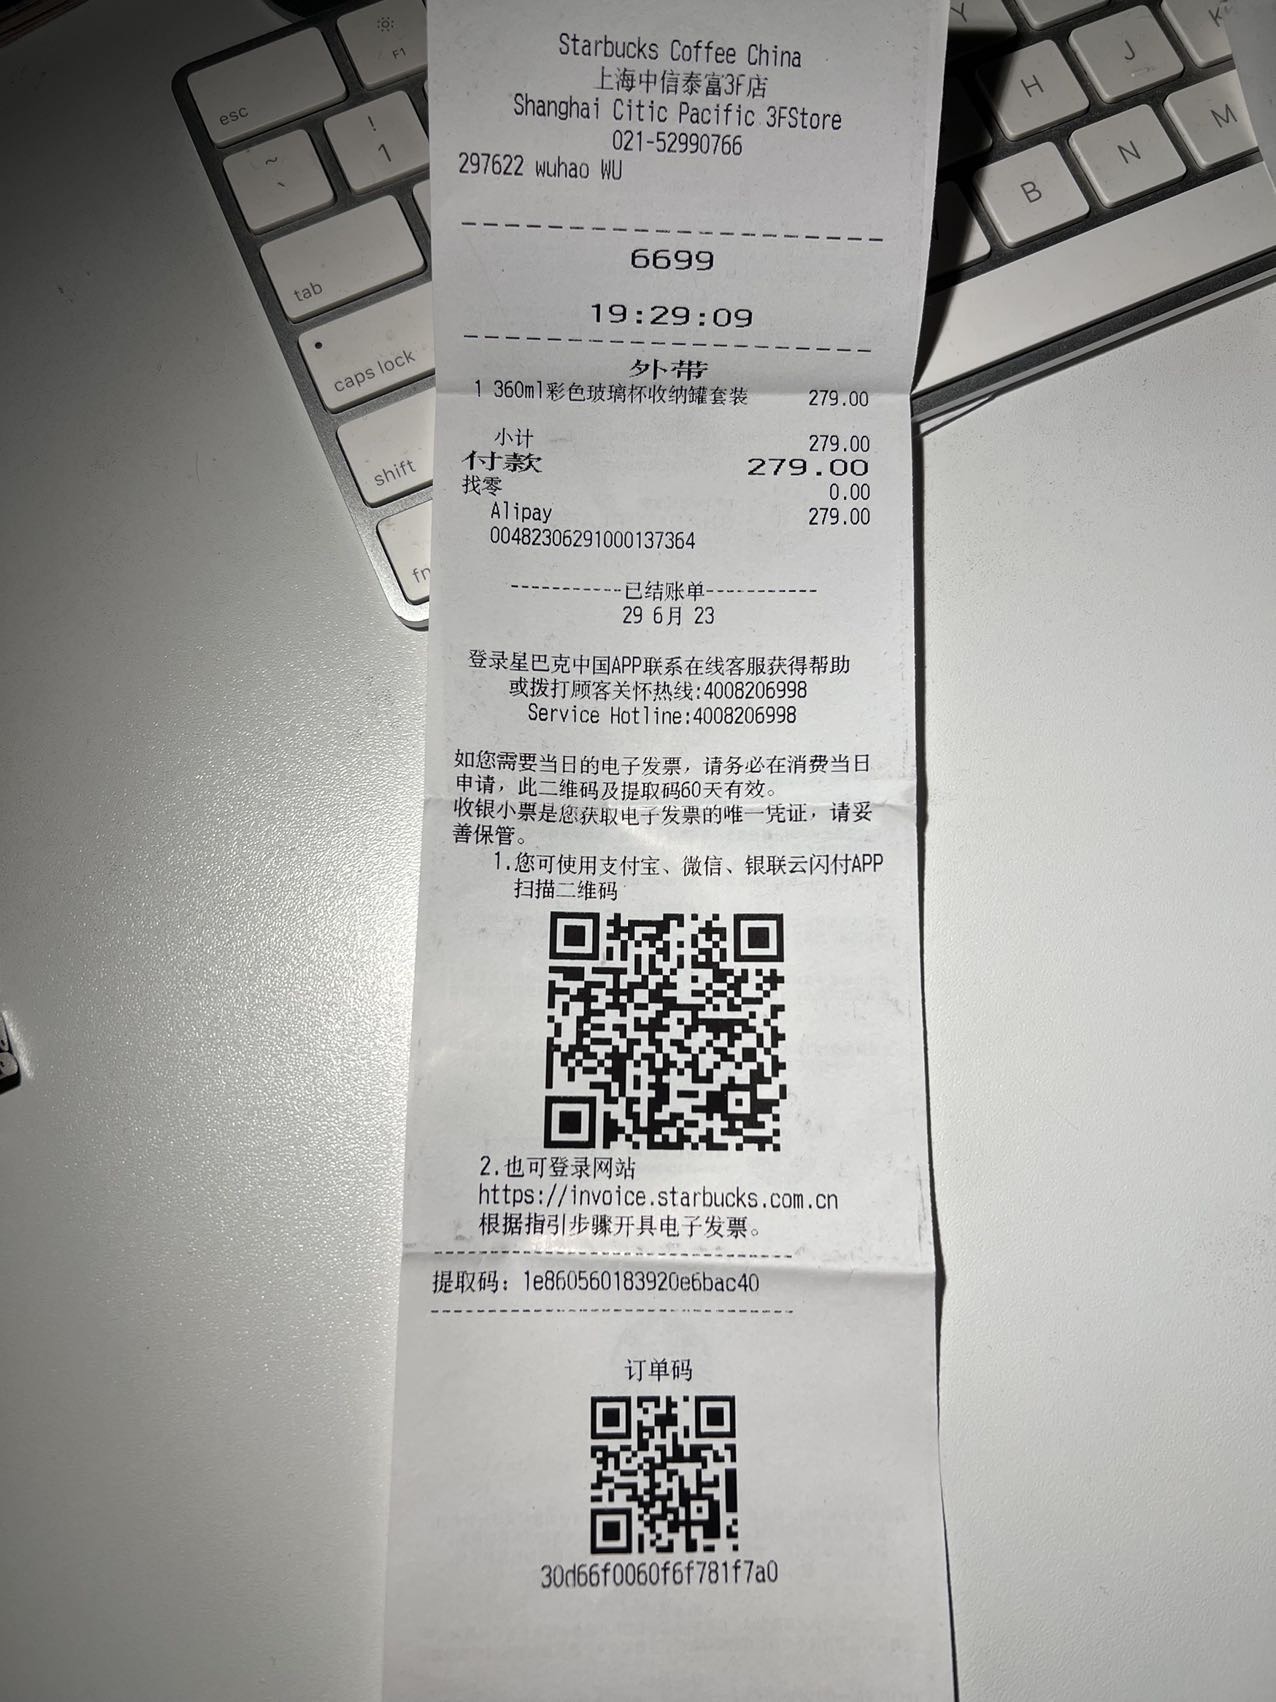 Starbucks Coffee China
上海中信泰富3F店
Shanghai Citic Pacific 3FStore
021-52990766
297622 wuhao WU
6699
19:29:09
外带
1 360ml彩色玻璃杯收纳罐套装 279.00
小计 279.00
付款 279.00
找零 0.00
Alipay 279.00
00482306291000137364
-----------已结账单-----------
29 6月 23
登录星巴克中国APP联系在线客服获得帮助
或拨打顾客关怀热线:4008206998
Service Hotline:4008206998
如您需要当日的电子发票，请务必在消费当日
申请，此二维码及提取码60天有效。
收银小票是您获取电子发票的唯一凭证，请妥
善保管。
1.您可使用支付宝、微信、银联云闪付APP
扫描二维码
2.也可登录网站
https://invoice.starbucks.com.cn
根据指引步骤开具电子发票。
提取码：1e860560183920e6bac40
订单码
30d66f0060f6f781f7a0
esc
F1
~
`
!
1
tab
caps lock
shift
fn
Y
H
J
K
B
N
M